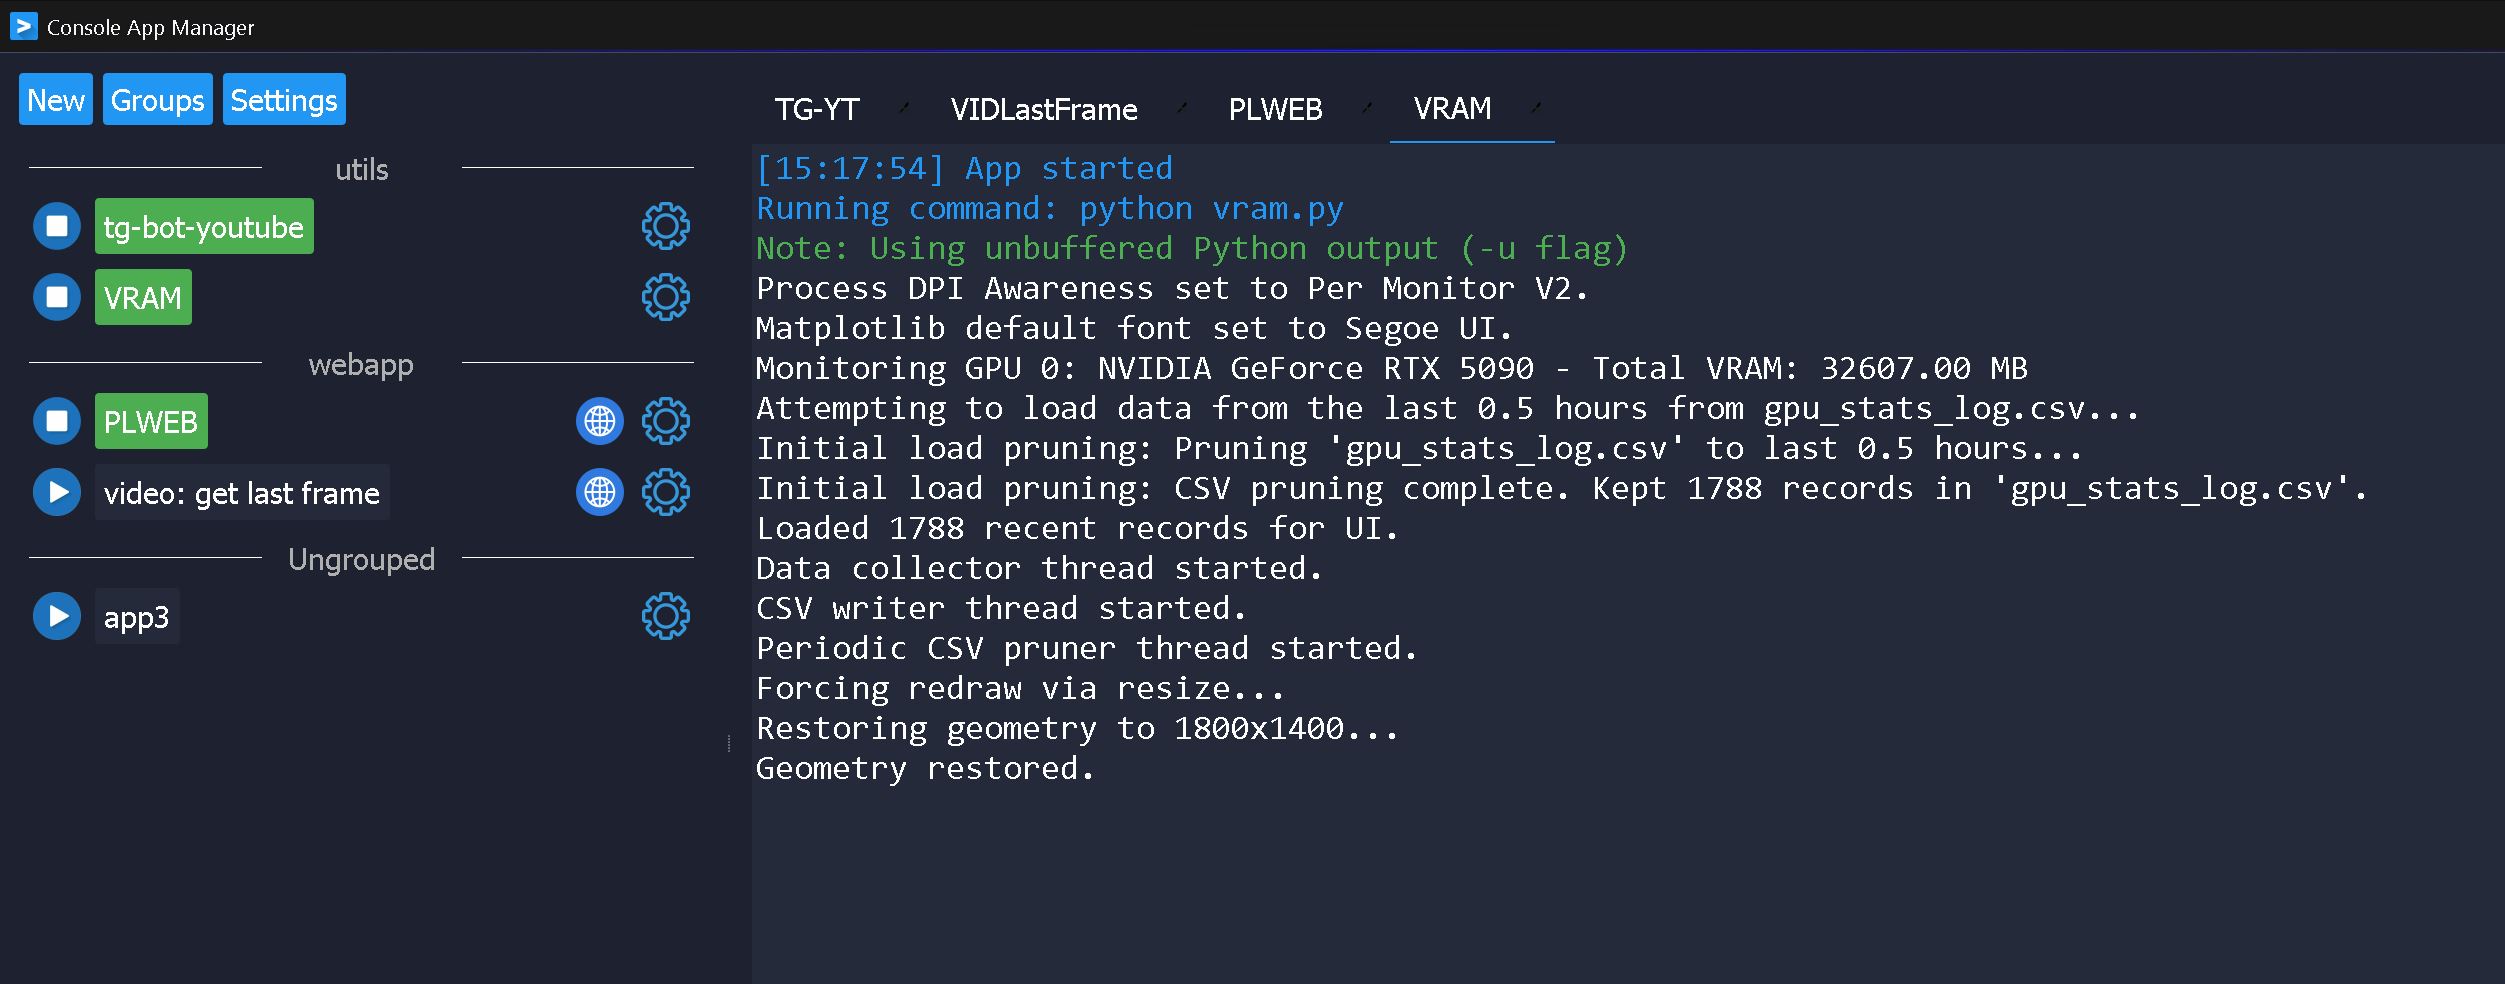 Console App Manager
New Groups Settings
utils
tg-bot-youtube
VRAM
webapp
PLWEB
video: get last frame
Ungrouped
app3
TG-YT VIDLastFrame PLWEB VRAM
[15:17:54] App started
Running command: python vram.py
Note: Using unbuffered Python output (-u flag)
Process DPI Awareness set to Per Monitor V2.
Matplotlib default font set to Segoe UI.
Monitoring GPU 0: NVIDIA GeForce RTX 5090 - Total VRAM: 32607.00 MB
Attempting to load data from the last 0.5 hours from gpu_stats_log.csv...
Initial load pruning: Pruning 'gpu_stats_log.csv' to last 0.5 hours...
Initial load pruning: CSV pruning complete. Kept 1788 records in 'gpu_stats_log.csv'.
Loaded 1788 recent records for UI.
Data collector thread started.
CSV writer thread started.
Periodic CSV pruner thread started.
Forcing redraw via resize...
Restoring geometry to 1800x1400...
Geometry restored.